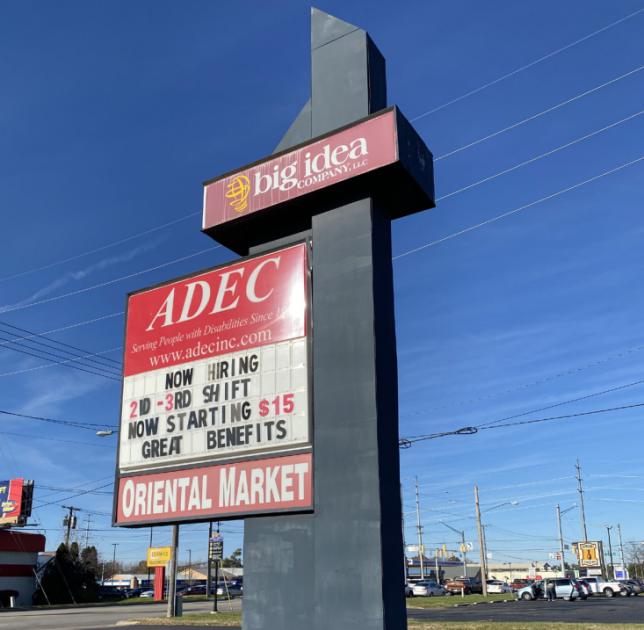 big idea
COMPANY, LLC
ADEC
Serving People with Disabilities Since
www.adecinc.com
NOW HIRING
2ID -3RD SHIFT
NOW STARTING $15
GREAT BENEFITS
ORIENTAL MARKET